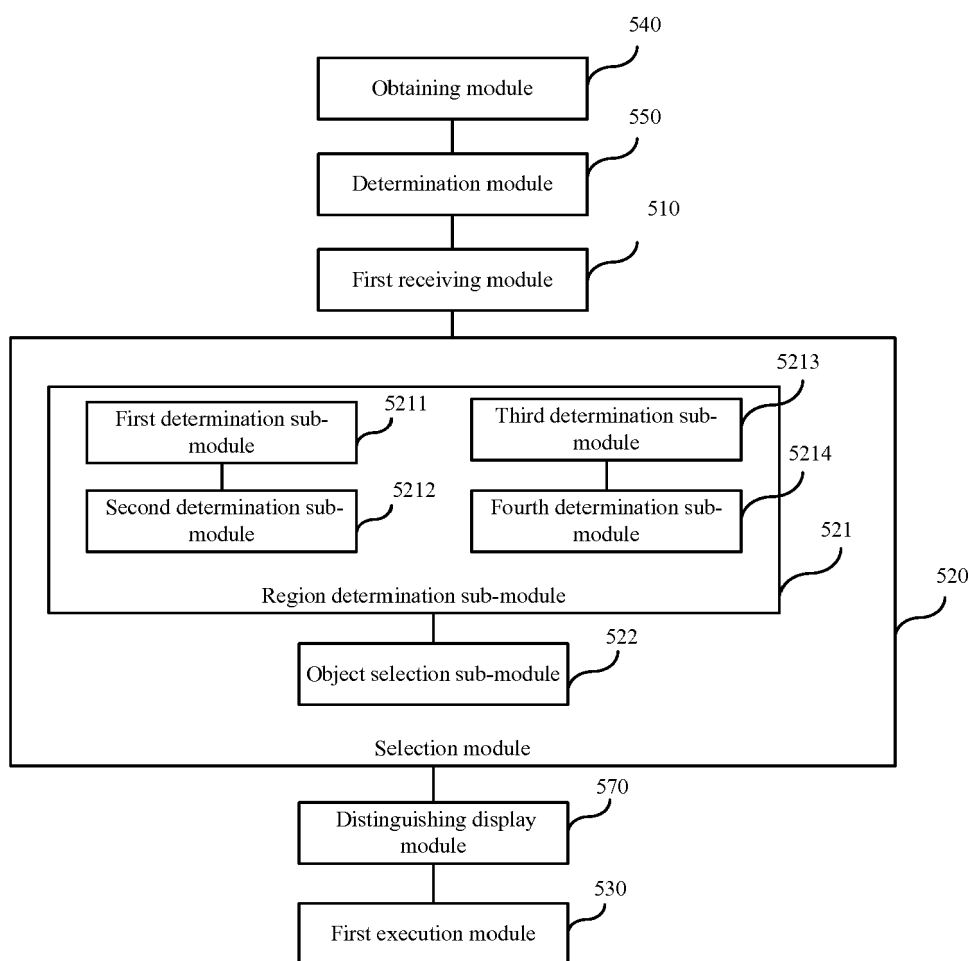 540
Obtaining module
550
Determination module
510
First receiving module
5213
First determination sub-
module
5211
Third determination sub-
module
5214
Second determination sub-
module
5212
Fourth determination sub-
module
521
Region determination sub-module
520
522
Object selection sub-module
Selection module
570
Distinguishing display
module
530
First execution module